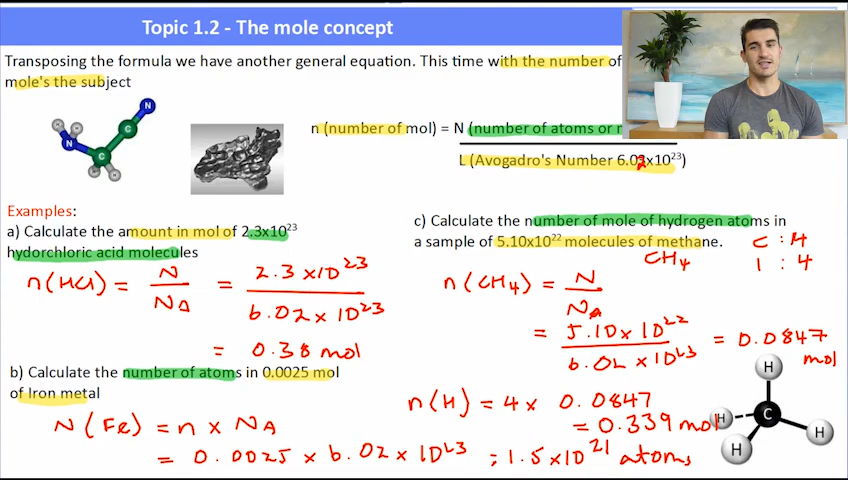 Topic 1.2 - The mole concept
Transposing the formula we have another general equation. This time with the number of
mole's the subject
n (number of mol) = N (number of atoms or
L (Avogadro's Number 6.02x10²³)
N
N
C
C
H
H
H
H
Examples:
a) Calculate the amount in mol of 2.3x10²³
hydorchloric acid molecules
n(HCl) = N / NA = 2.3 x 10²³ / 6.02 x 10²³
= 0.38 mol
b) Calculate the number of atoms in 0.0025 mol
of Iron metal
N (Fe) = n x NA
= 0.0025 x 6.02 x 10²³ = 1.5 x 10²¹ atoms
c) Calculate the number of mole of hydrogen atoms in
a sample of 5.10x10²² molecules of methane.
CH₄
C : H
1 : 4
n(CH₄) = N / NA
= 5.10 x 10²² / 6.02 x 10²³ = 0.0847
mol
n(H) = 4 x 0.0847
= 0.339 mol
H
H
C
H
H